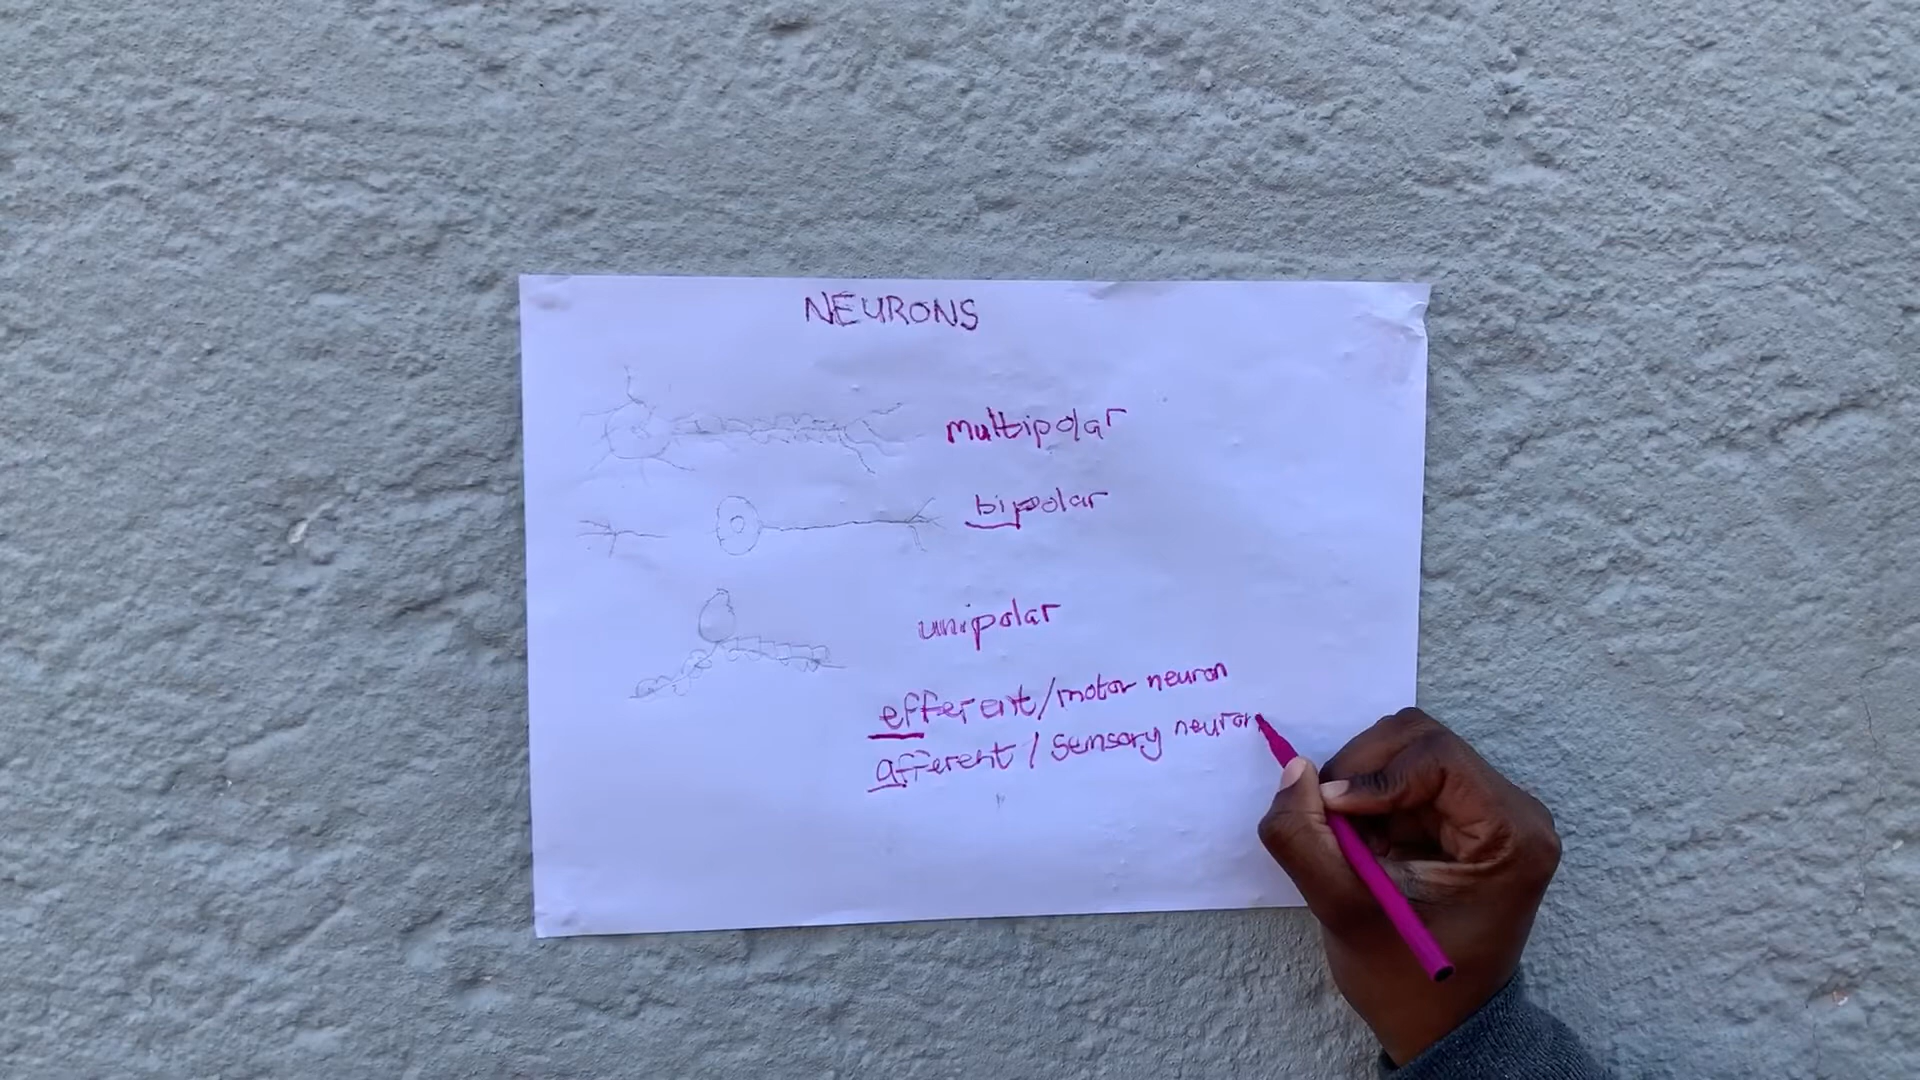 NEURONS
multipolar
bipolar
unipolar
efferent/motor neuron
afferent/sensory neuron